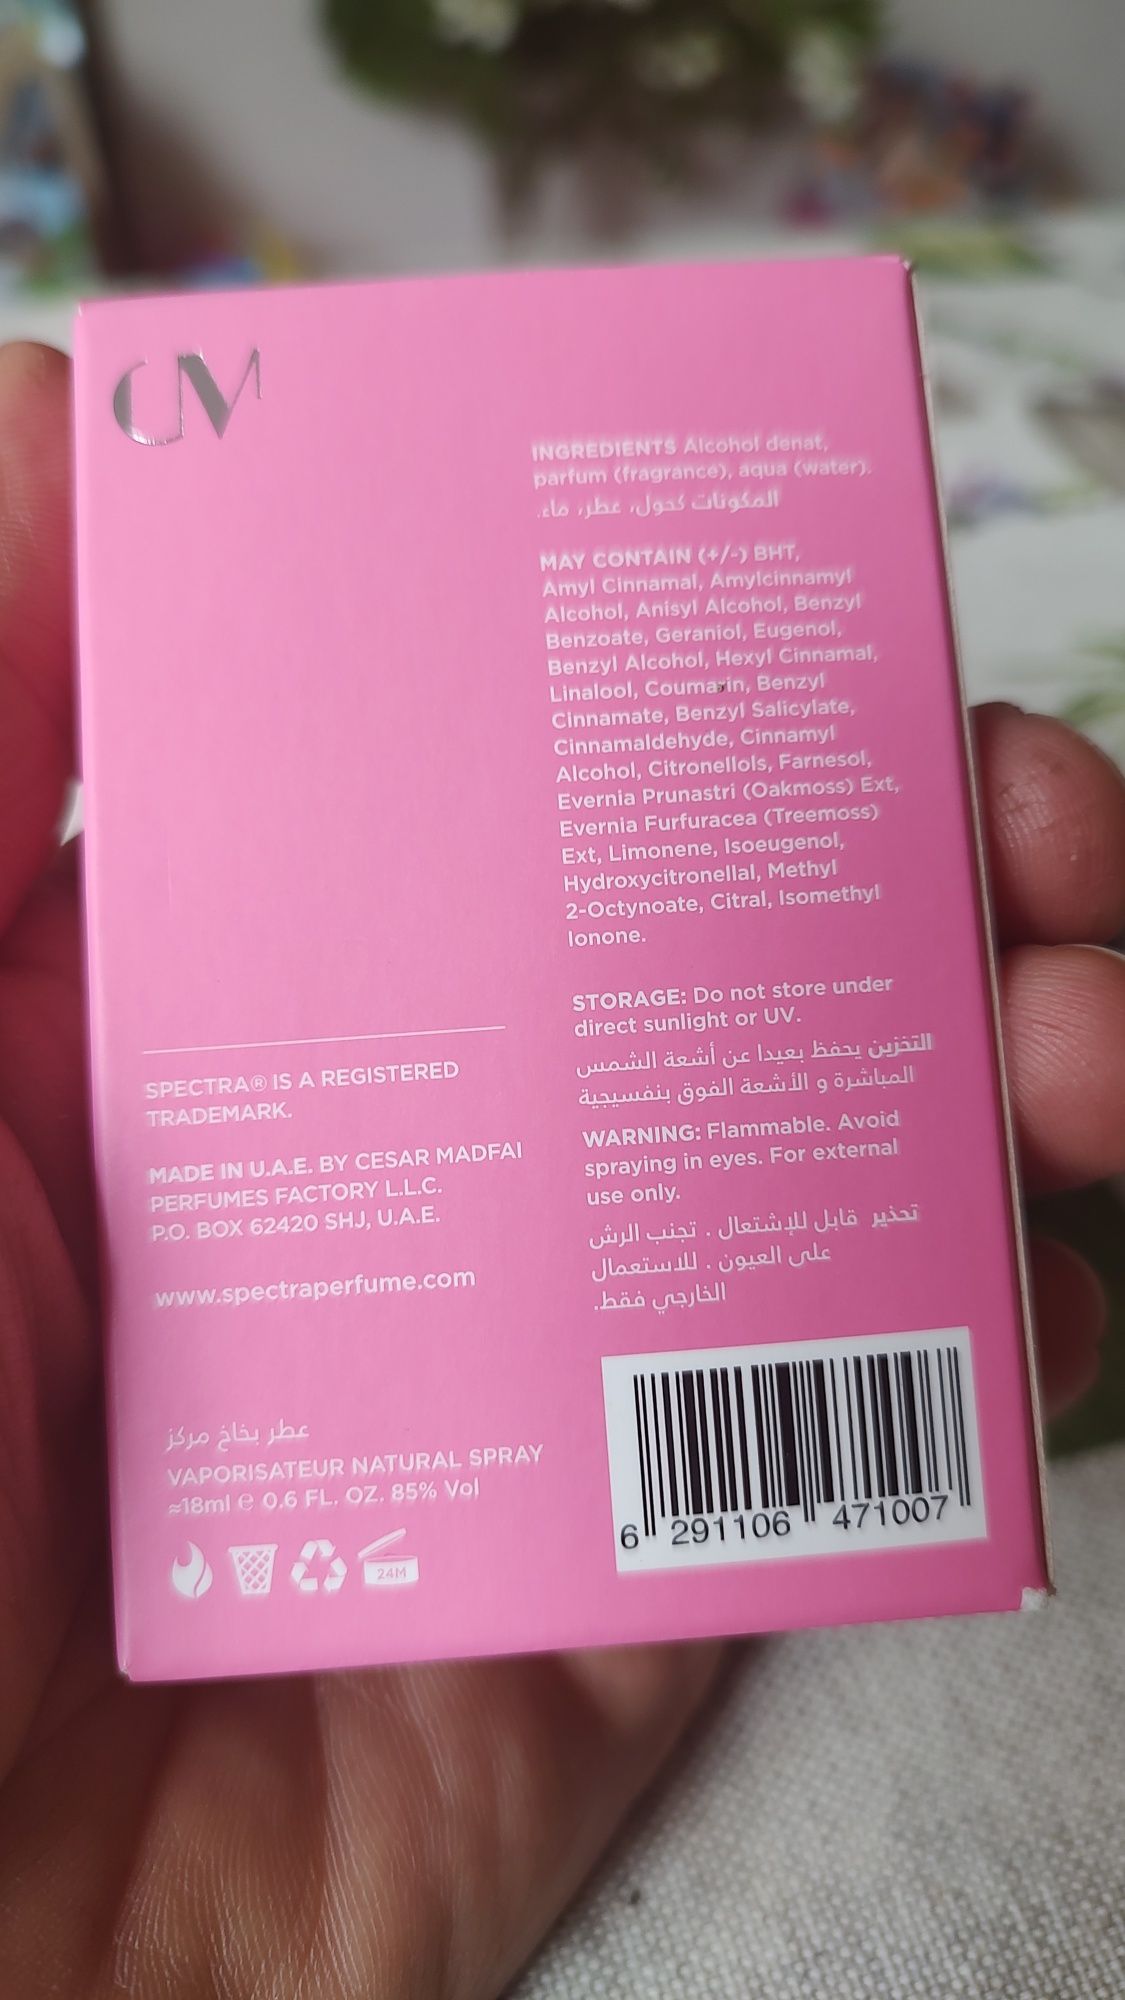 CM
INGREDIENTS Alcohol denat,
parfum (fragrance), aqua (water).
المكونات كحول، عطر، ماء.
MAY CONTAIN (+/-) BHT,
Amyl Cinnamal, Amylcinnamyl
Alcohol, Anisyl Alcohol, Benzyl
Benzoate, Geraniol, Eugenol,
Benzyl Alcohol, Hexyl Cinnamal,
Linalool, Coumarin, Benzyl
Cinnamate, Benzyl Salicylate,
Cinnamaldehyde, Cinnamyl
Alcohol, Citronellols, Farnesol,
Evernia Prunastri (Oakmoss) Ext,
Evernia Furfuracea (Treemoss)
Ext, Limonene, Isoeugenol,
Hydroxycitronellal, Methyl
2-Octynoate, Citral, Isomethyl
Ionone.
STORAGE: Do not store under
direct sunlight or UV.
التخزين يحفظ بعيدا عن أشعة الشمس
المباشرة و الأشعة الفوق بنفسيجية
WARNING: Flammable. Avoid
spraying in eyes. For external
use only.
تحذير قابل للإشتعال . تجنب الرش
على العيون . للاستعمال
الخارجي فقط.
SPECTRA® IS A REGISTERED
TRADEMARK.
MADE IN U.A.E. BY CESAR MADFAI
PERFUMES FACTORY L.L.C.
P.O. BOX 62420 SHJ, U.A.E.
www.spectraperfume.com
عطر بخاخ مركز
VAPORISATEUR NATURAL SPRAY
≈18ml e 0.6 FL. OZ. 85% Vol
24M
6 291106 471007